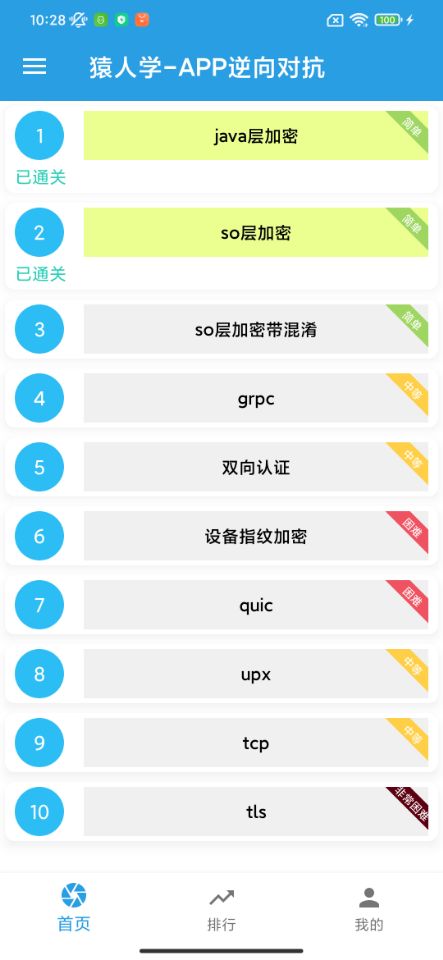 10:28
100
猿人学-APP逆向对抗
1
java层加密
简单
已通关
2
so层加密
简单
已通关
3
so层加密带混淆
简单
4
grpc
中等
5
双向认证
中等
6
设备指纹加密
困难
7
quic
困难
8
upx
中等
9
tcp
中等
10
tls
非常困难
首页
排行
我的